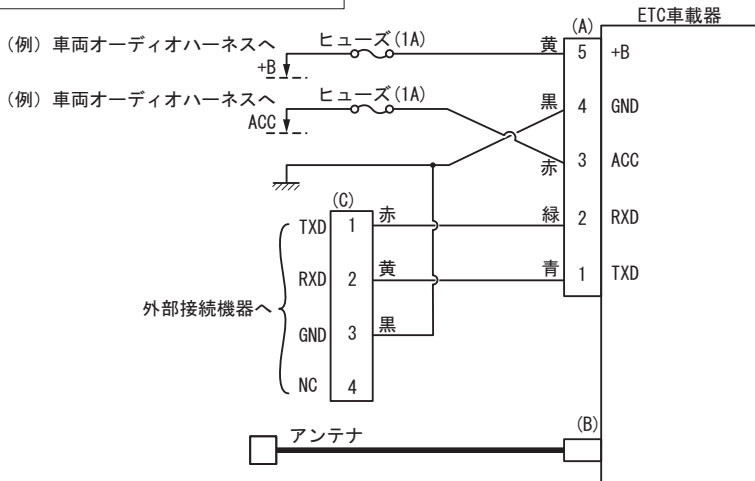 ETC車載器
(A)
(例) 車両オーディオハーネスへ
ヒューズ(1A)
黄
5
+B
+B
(例) 車両オーディオハーネスへ
ヒューズ(1A)
黒
4
GND
ACC
赤
3
ACC
(C)
TXD
1
赤
緑
2
RXD
RXD
2
黄
青
1
TXD
外部接続機器へ
GND
3
黒
NC
4
アンテナ
(B)